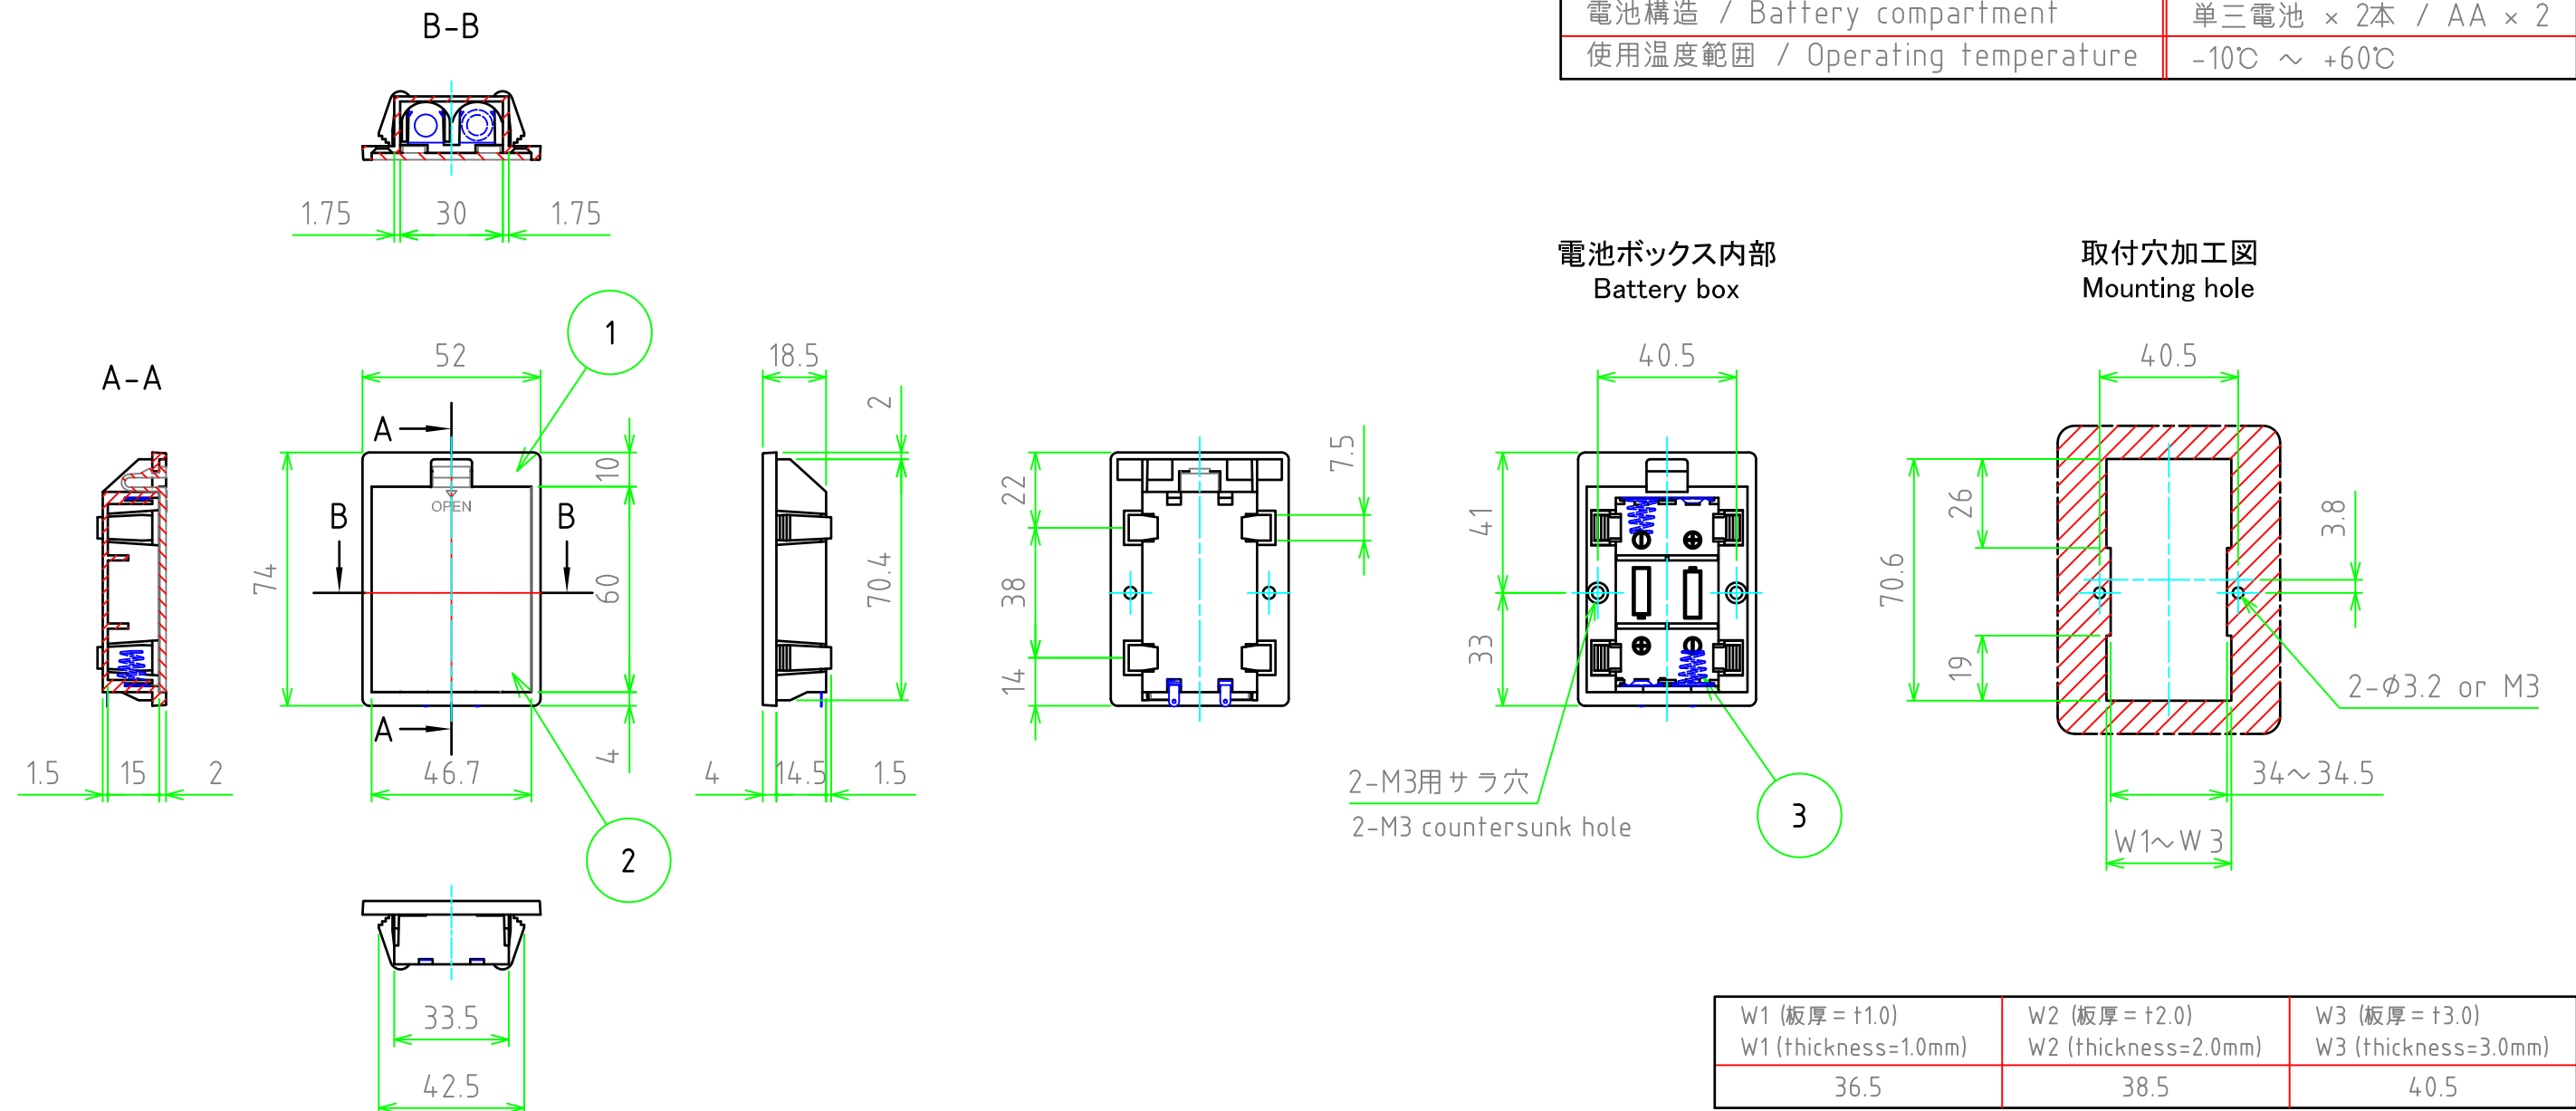 電池構造 / Battery compartment
単三電池 × 2本 / AA × 2
使用温度範囲 / Operating temperature
-10℃ ～ +60℃
B-B
1.75
30
1.75
電池ボックス内部
Battery box
取付穴加工図
Mounting hole
A-A
52
1
A
10
B
B
OPEN
74
60
4
46.7
A
2
1.5
15
2
18.5
2
70.4
4
14.5
1.5
22
38
14
7.5
40.5
41
33
2-M3用サラ穴
2-M3 countersunk hole
3
40.5
26
70.6
19
3.8
2-Φ3.2 or M3
34～34.5
W1～W3
33.5
42.5
W1 (板厚 = t1.0)
W1 (thickness=1.0mm)
W2 (板厚 = t2.0)
W2 (thickness=2.0mm)
W3 (板厚 = t3.0)
W3 (thickness=3.0mm)
36.5
38.5
40.5